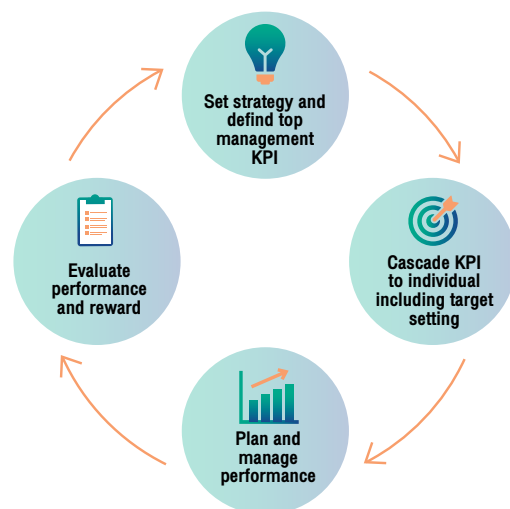 Set strategy and
defind top
management
KPI
Cascade KPI
to individual
including target
setting
Plan and
manage
performance
Evaluate
performance
and reward